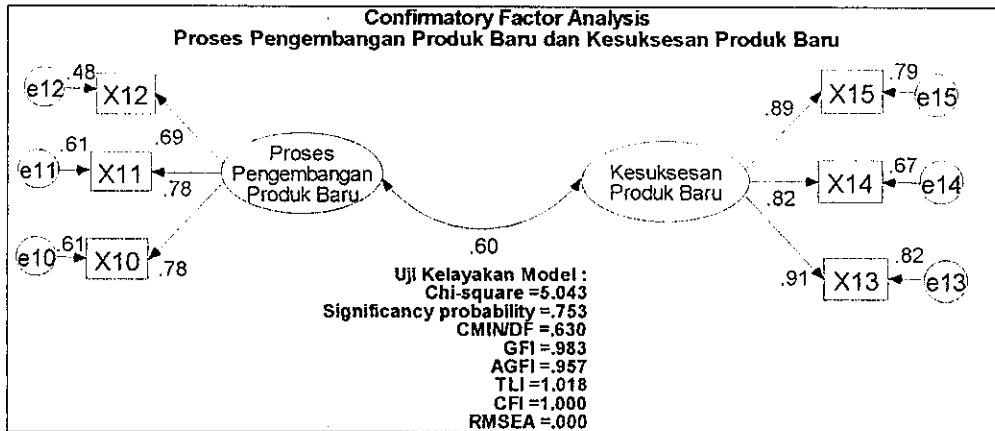 Confirmatory Factor Analysis
Proses Pengembangan Produk Baru dan Kesuksesan Produk Baru
e12
.48
X12
.69
e11
.61
X11
.78
e10
.61
X10
.78
Proses
Pengembangan
Produk Baru
.60
Kesuksesan
Produk Baru
.89
X15
.79
e15
.82
X14
.67
e14
.91
X13
.82
e13
Uji Kelayakan Model :
Chi-square =5.043
Significancy probability =.753
CMIN/DF =.630
GFI =.983
AGFI =.957
TLI =1.018
CFI =1.000
RMSEA =.000